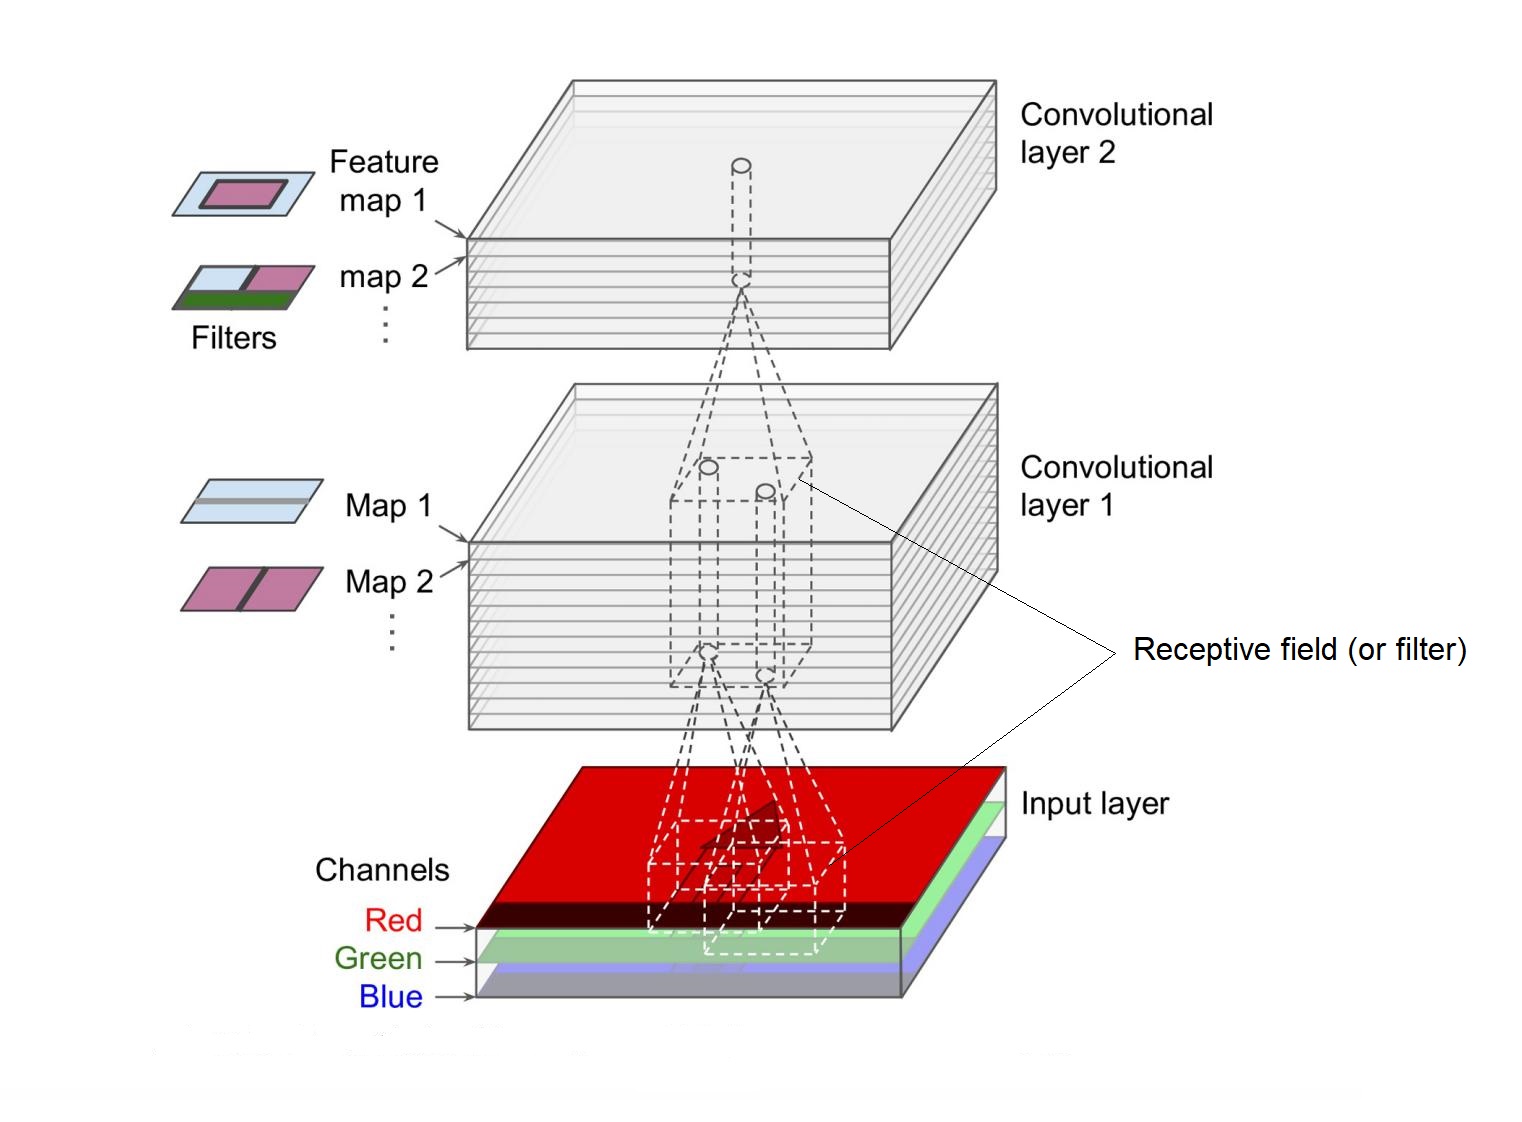 Convolutional
layer 2
Feature
map 1
map 2
Filters
Convolutional
layer 1
Map 1
Map 2
Receptive field (or filter)
Input layer
Channels
Red
Green
Blue